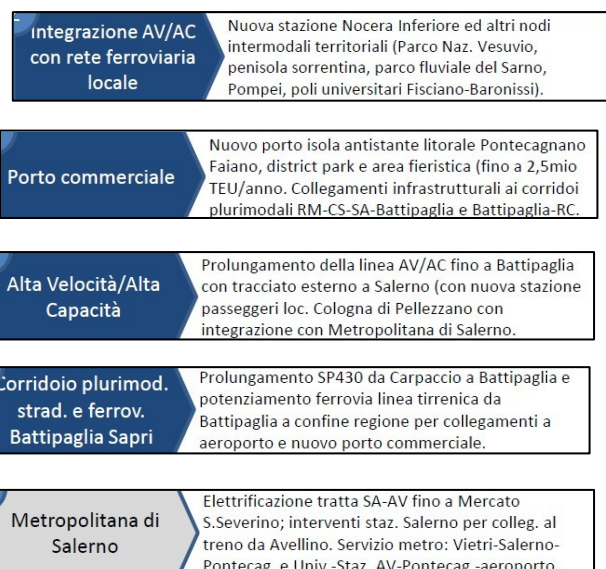 Integrazione AV/AC
con rete ferroviaria
locale
Nuova stazione Nocera Inferiore ed altri nodi
intermodali territoriali (Parco Naz. Vesuvio,
penisola sorrentina, parco fluviale del Sarno,
Pompei, poli universitari Fisciano-Baronissi).
Porto commerciale
Nuovo porto isola antistante litorale Pontecagnano
Faiano, district park e area fieristica (fino a 2,5mio
TEU/anno. Collegamenti infrastrutturali ai corridoi
plurimodali RM-CS-SA-Battipaglia e Battipaglia-RC.
Alta Velocità/Alta
Capacità
Prolungamento della linea AV/AC fino a Battipaglia
con tracciato esterno a Salerno (con nuova stazione
passeggeri loc. Cologna di Pellezzano con
integrazione con Metropolitana di Salerno.
Corridoio plurimod.
strad. e ferrov.
Battipaglia Sapri
Prolungamento SP430 da Carpaccio a Battipaglia e
potenziamento ferrovia linea tirrenica da
Battipaglia a confine regione per collegamenti a
aeroporto e nuovo porto commerciale.
Metropolitana di
Salerno
Elettrificazione tratta SA-AV fino a Mercato
S.Severino; interventi staz. Salerno per colleg. al
treno da Avellino. Servizio metro: Vietri-Salerno-
Pontecag. e Univ.-Staz. AV-Pontecag.-aeroporto